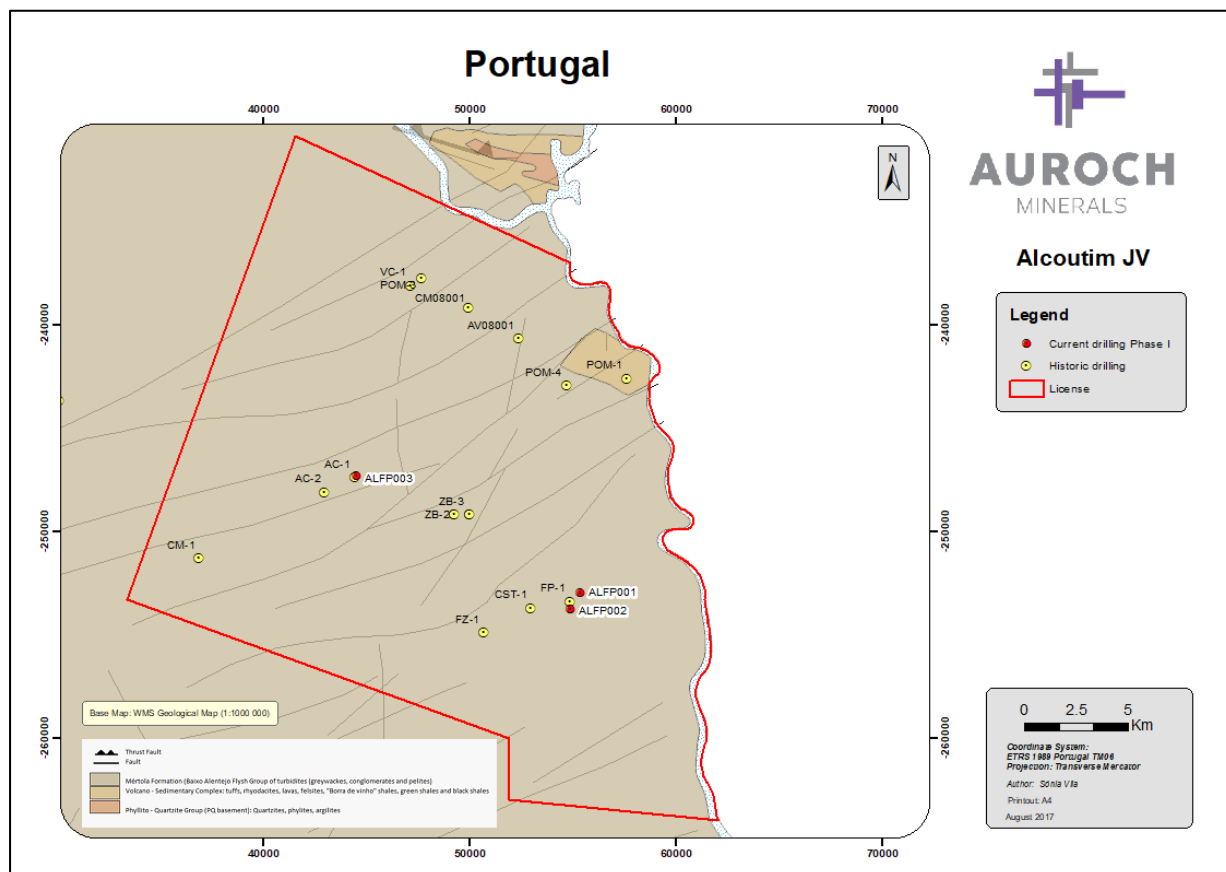 Portugal
AUROCH
MINERALS
Alcoutim JV
40000
50000
60000
70000
N
-240000
-240000
-250000
-250000
-260000
-260000
VC-1
CM08001
AV08001
POM-4
POM-1
AC-1
ALFP003
AC-2
ZB-3
ZB-2
CM-1
FP-1
ALFP001
ALFP002
CST-1
FZ-1
Legend
Current drilling Phase I
Historic drilling
License
Base Map: WMS Geological Map (1:1000 000)
Thrust Fault
Fault
Mértola Formation (Baixo Alentejo Flysh Group of turbidites (greywackes, conglomerates and pelites)
Volcano - Sedimentary Complex: tuffs, rhyodacites, lavas, felsites, "Borra de vinho" shales, green shales and black shales
Phyllito - Quartzite Group (PQ basement): Quartzites, phylites, argilites
0 2.5 5
Km
Coordinate System:
ETRS 1989 Portugal TM06
Projection: Transverse Mercator
Author: Sónia Vila
Printout: A4
August 2017
40000
50000
60000
70000